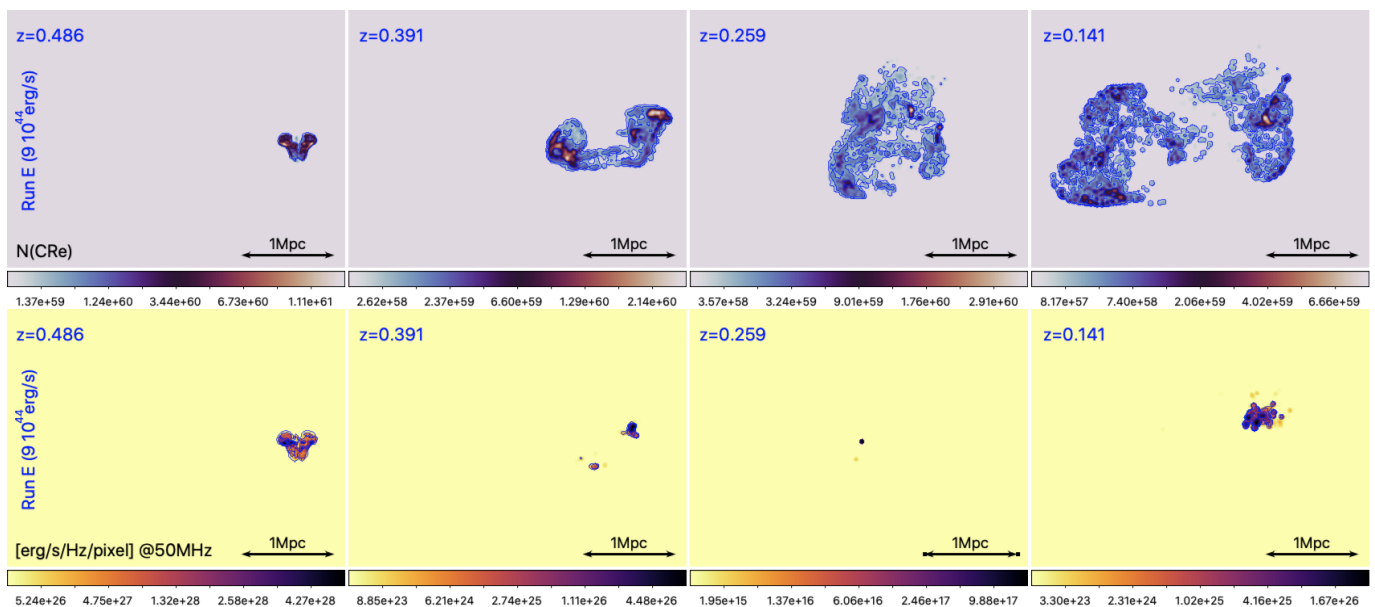 z=0.486
z=0.391
z=0.259
z=0.141
Run E (9 10^44 erg/s)
N(CRe)
1Mpc
1Mpc
1Mpc
1Mpc
1.37e+59 1.24e+60 3.44e+60 6.73e+60 1.11e+61
2.62e+58 2.37e+59 6.60e+59 1.29e+60 2.14e+60
3.57e+58 3.24e+59 9.01e+59 1.76e+60 2.91e+60
8.17e+57 7.40e+58 2.06e+59 4.02e+59 6.66e+59
z=0.486
z=0.391
z=0.259
z=0.141
Run E (9 10^44 erg/s)
[erg/s/Hz/pixel] @50MHz
1Mpc
1Mpc
1Mpc
1Mpc
5.24e+26 4.75e+27 1.32e+28 2.58e+28 4.27e+28
8.85e+23 6.21e+24 2.74e+25 1.11e+26 4.48e+26
1.95e+15 1.37e+16 6.06e+16 2.46e+17 9.88e+17
3.30e+23 2.31e+24 1.02e+25 4.16e+25 1.67e+26